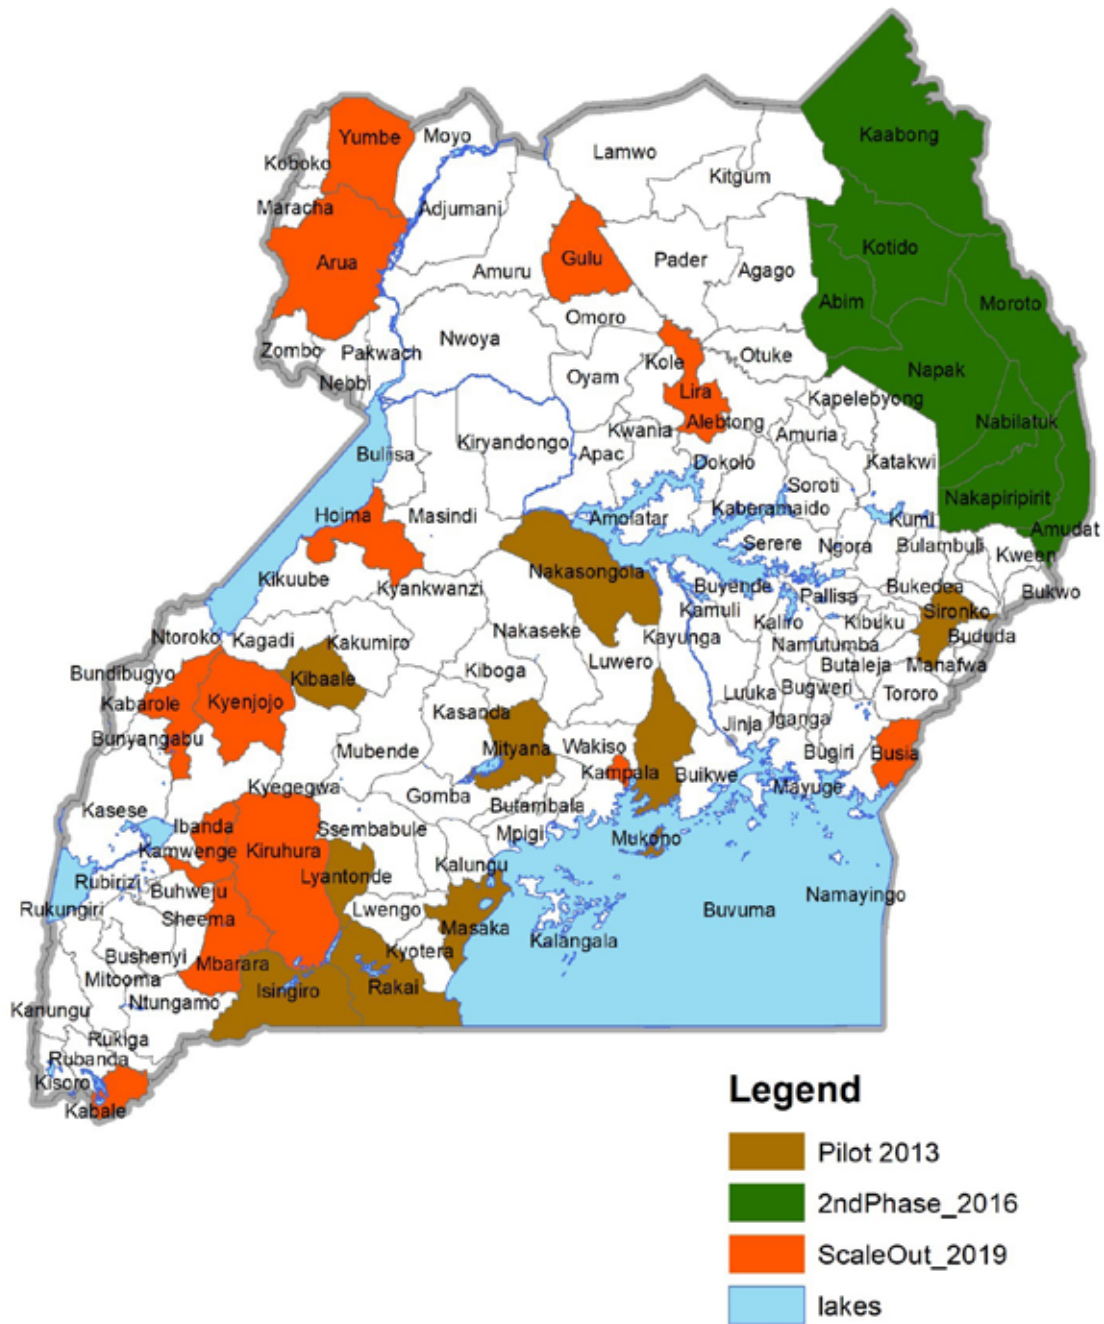 Kaabong
Yumbe
Moyo
Lamwo
Koboko
Kitgum
Maracha
Adjumani
Kotido
Arua
Gulu
Pader
Agago
Amuru
Abim
Moroto
Omoro
Zombo
Pakwach
Nwoya
Kole
Otuke
Napak
Nebbi
Oyam
Lira
Kapelebyong
Alebtong
Nabilatuk
Kiryandongo
Kwania
Amuria
Buliisa
Apac
Dokolo
Katakwi
Soroti
Nakapiripirit
Hoima
Masindi
Amolatar
Kaberamaido
Kumi
Amudat
Serere
Ngora
Bulambuli
Kween
Kikuube
Kyankwanzi
Nakasongola
Buyende
Pallisa
Bukedea
Bukwo
Kamuli
Sironko
Ntoroko
Kagadi
Kakumiro
Nakaseke
Kayunga
Kaliro
Kibuku
Namutumba
Bududa
Bundibugyo
Kibaale
Kiboga
Luwero
Butaleja
Manafwa
Kabarole
Kyenjojo
Kasanda
Luuka
Bugweri
Tororo
Bunyangabu
Mubende
Mityana
Wakiso
Jinja
Iganga
Kampala
Buikwe
Bugiri
Busia
Kyegegwa
Gomba
Butambala
Mayuge
Kasese
Ibanda
Ssembabule
Mpigi
Mukono
Kamwenge
Kiruhura
Lyantonde
Kalungu
Rubirizi
Buhweju
Namayingo
Rukungiri
Sheema
Lwengo
Masaka
Buvuma
Bushenyi
Mbarara
Kyotera
Kalangala
Mitooma
Isingiro
Rakai
Kanungu
Ntungamo
Rukiga
Rubanda
Kisoro
Kabale
Legend
Pilot 2013
2ndPhase_2016
ScaleOut_2019
lakes